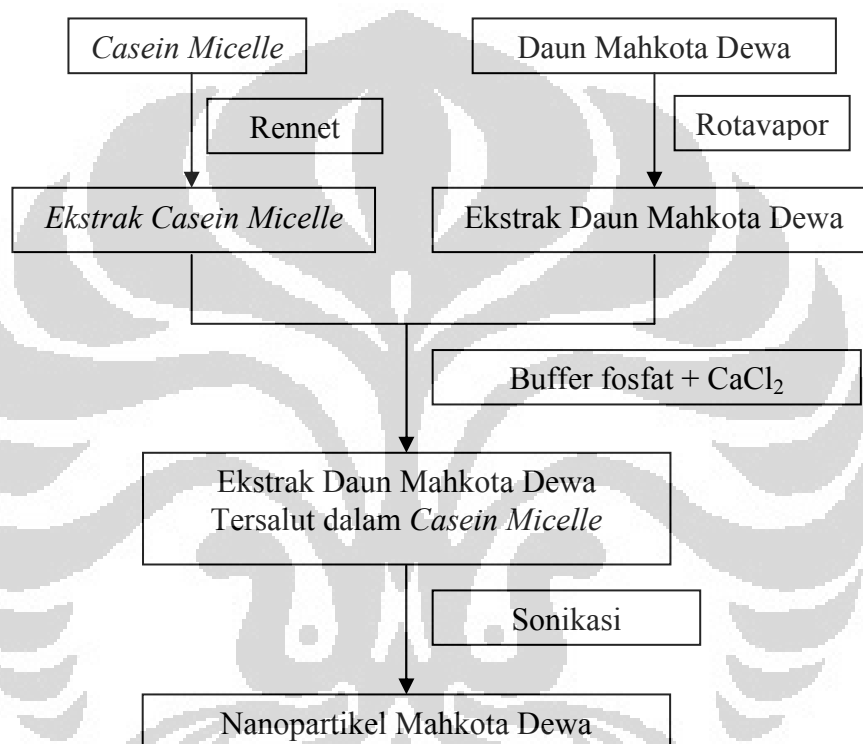 Casein Micelle
Daun Mahkota Dewa
Rennet
Rotavapor
Ekstrak Casein Micelle
Ekstrak Daun Mahkota Dewa
Buffer fosfat + CaCl₂
Ekstrak Daun Mahkota Dewa
Tersalut dalam Casein Micelle
Sonikasi
Nanopartikel Mahkota Dewa